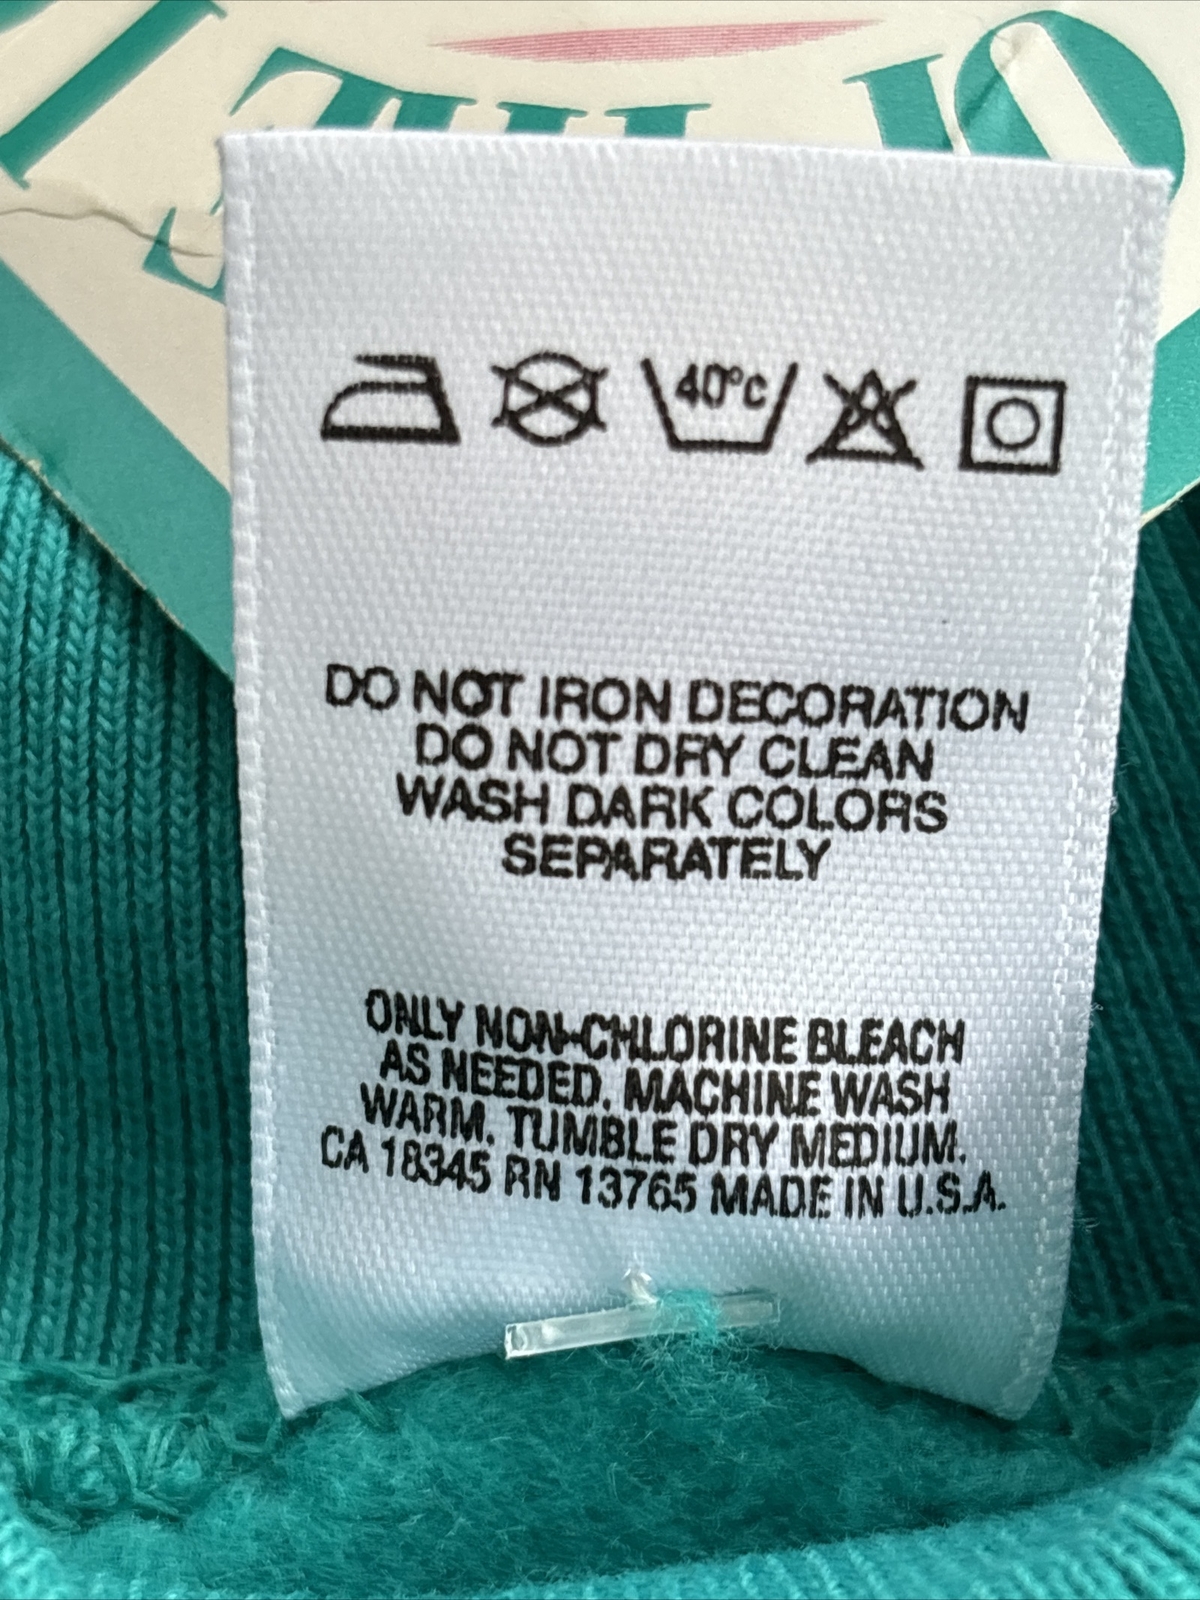 40°c
DO NOT IRON DECORATION
DO NOT DRY CLEAN
WASH DARK COLORS
SEPARATELY
ONLY NON-CHLORINE BLEACH
AS NEEDED. MACHINE WASH
WARM. TUMBLE DRY MEDIUM.
CA 18345 RN 13765 MADE IN U.S.A.